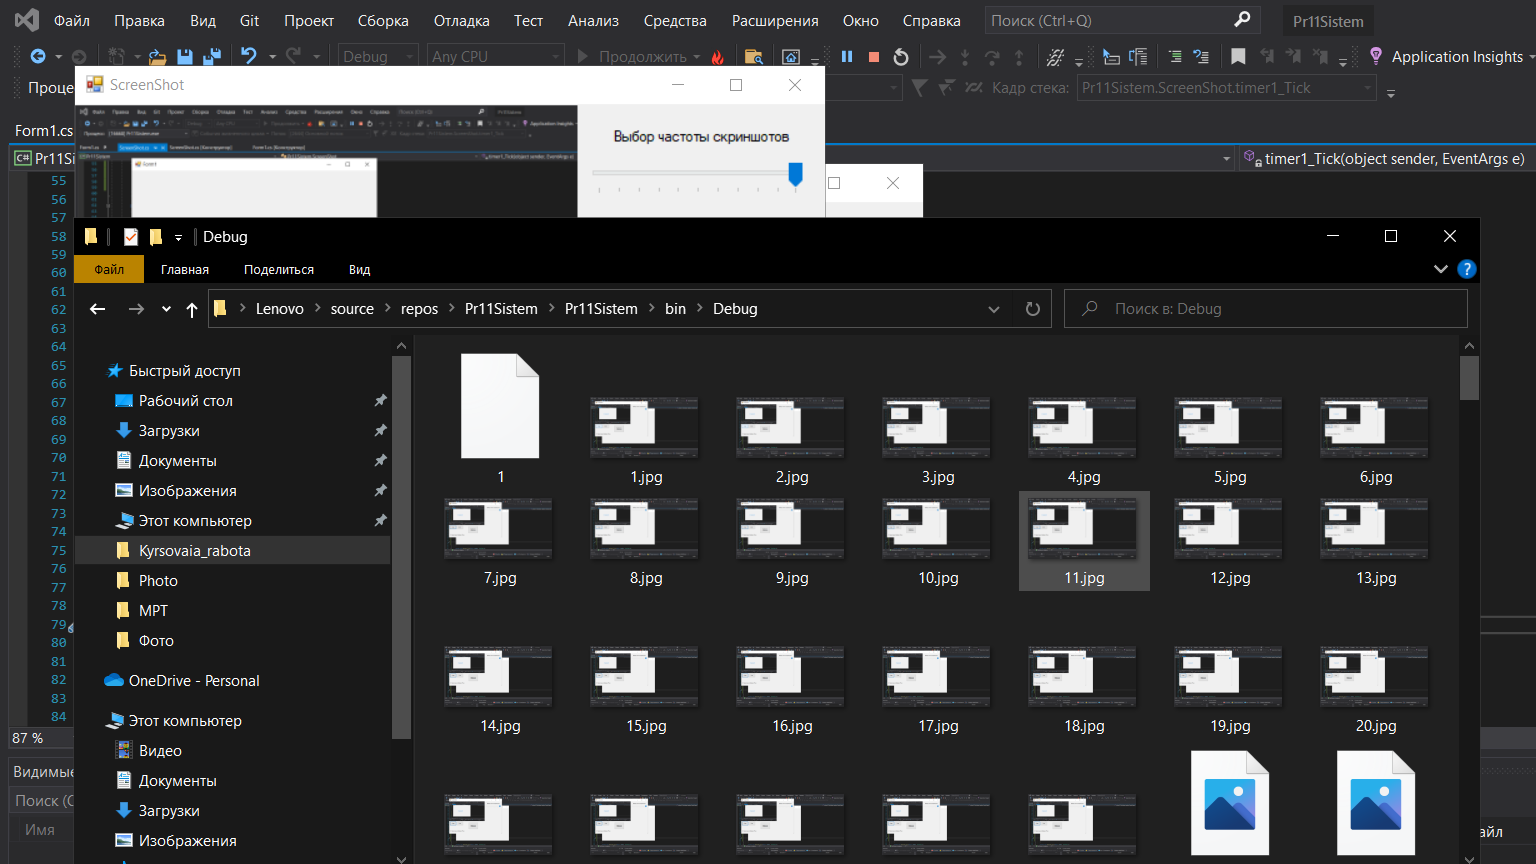 Файл Правка Вид Git Проект Сборка Отладка Тест Анализ Средства Расширения Окно Справка Поиск (Ctrl+Q) Pr11Sistem
Debug Any CPU Продолжить Application Insights
Проце Кадр стека: Pr11Sistem.ScreenShot.timer1_Tick
ScreenShot
Выбор частоты скриншотов
Form1.cs
C# Pr11Si timer1_Tick(object sender, EventArgs e)
55
56
57
58
59
60
61
62
63
64
65
66
67
68
69
70
71
72
73
74
75
76
77
78
79
80
81
82
83
84
87 %
Видимые
Поиск (C
Имя
Debug
Файл Главная Поделиться Вид
Lenovo source repos Pr11Sistem Pr11Sistem bin Debug Поиск в: Debug
Быстрый доступ
Рабочий стол
Загрузки
Документы
Изображения
Этот компьютер
Kyrsovaia_rabota
Photo
МРТ
Фото
OneDrive - Personal
Этот компьютер
Видео
Документы
Загрузки
Изображения
1 1.jpg 2.jpg 3.jpg 4.jpg 5.jpg 6.jpg
7.jpg 8.jpg 9.jpg 10.jpg 11.jpg 12.jpg 13.jpg
14.jpg 15.jpg 16.jpg 17.jpg 18.jpg 19.jpg 20.jpg
айл